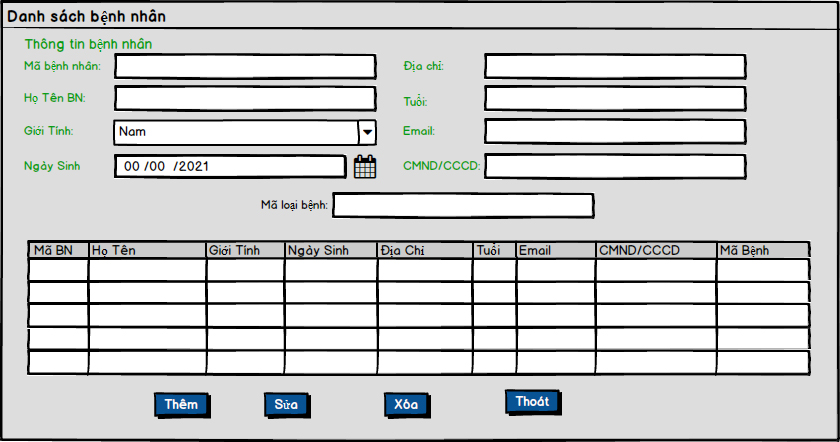 Danh sách bệnh nhân
Thông tin bệnh nhân
Mã bệnh nhân:
Địa chỉ:
Họ Tên BN:
Tuổi:
Giới Tính:
Nam
Email:
Ngày Sinh
00 /00 /2021
CMND/CCCD:
Mã loại bệnh:
Mã BN Họ Tên Giới Tính Ngày Sinh Địa Chỉ Tuổi Email CMND/CCCD Mã Bệnh
Thêm Sửa Xóa Thoát